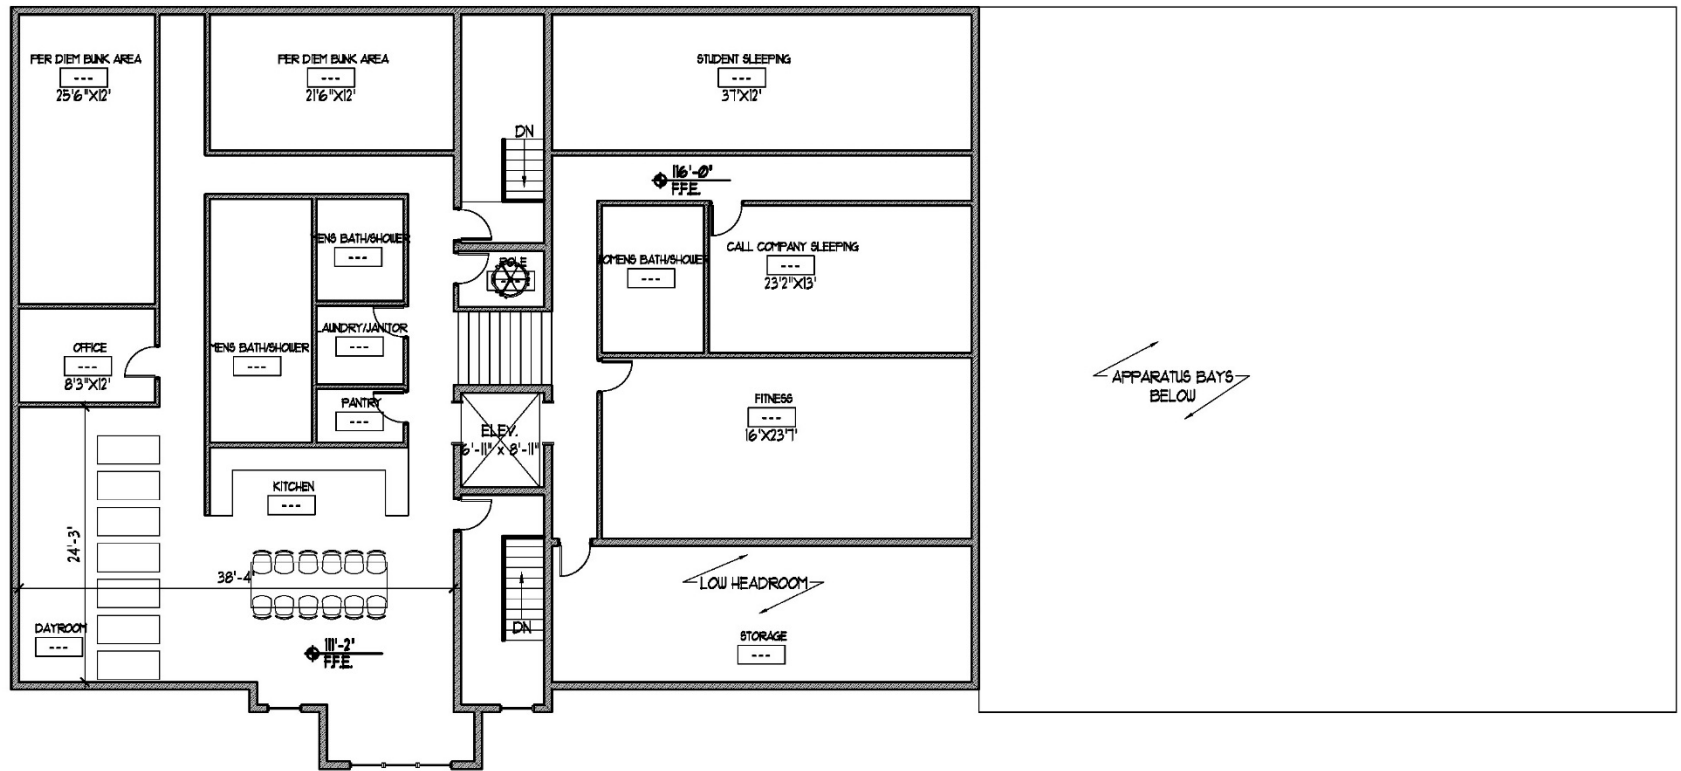 PER DIEM BUNK AREA
---
25'6"X12'
PER DIEM BUNK AREA
---
21'6"X12'
STUDENT SLEEPING
---
37'X12'
DN
116'-0"
F.F.E.
MENS BATH/SHOWER
---
POLE
WOMENS BATH/SHOWER
---
CALL COMPANY SLEEPING
---
23'2"X13'
OFFICE
---
8'3"X12'
MENS BATH/SHOWER
---
LAUNDRY/JANITOR
---
PANTRY
---
ELEV.
6'-11" x 8'-11"
FITNESS
---
16'X23'7"
APPARATUS BAYS
BELOW
KITCHEN
---
24'-3"
38'-4"
LOW HEADROOM
DAYROOM
---
111'-2"
F.F.E.
DN
STORAGE
---